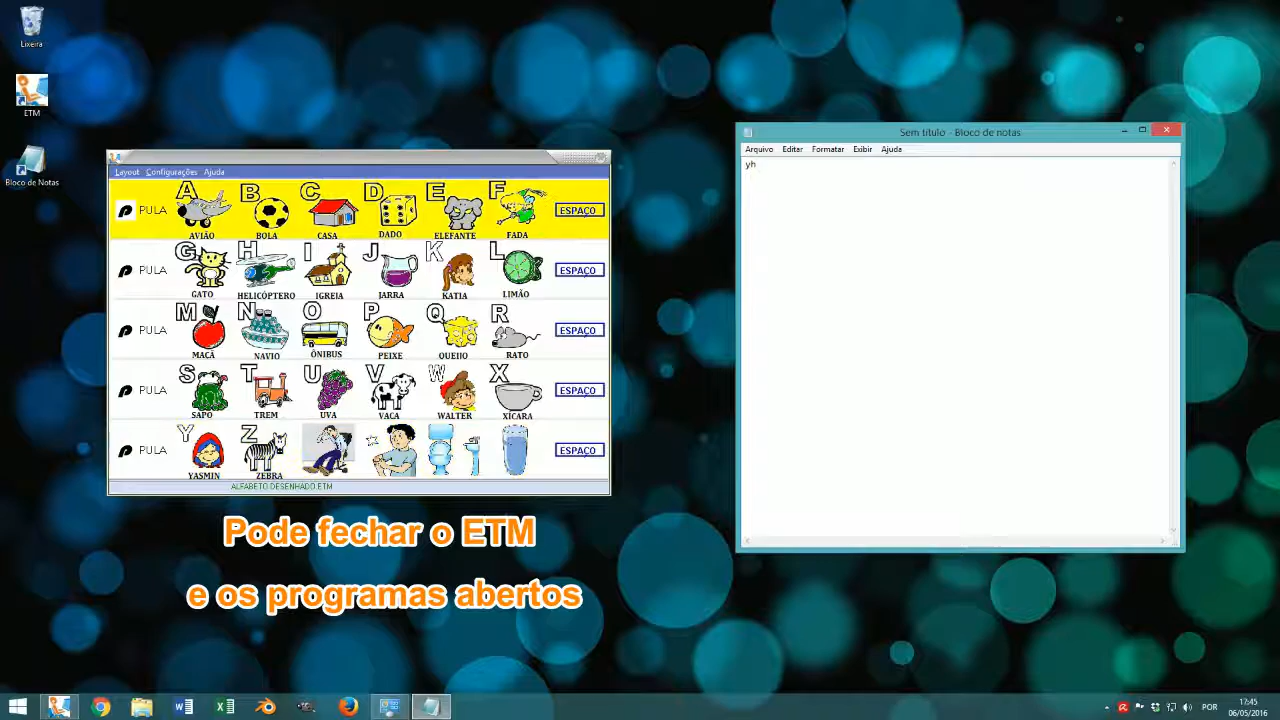 Lixeira
ETM
Bloco de Notas
Layout Configurações Ajuda
PULA A B C D E F ESPAÇO
AVIÃO BOLA CASA DADO ELEFANTE FADA
PULA G H I J K L ESPAÇO
GATO HELICÓPTERO IGREIA JARRA KATIA LIMÃO
PULA M N O P Q R ESPAÇO
MAÇÃ NAVIO ÔNIBUS PEIXE QUEIIO RATO
PULA S T U V W X ESPAÇO
SAPO TREM UVA VACA WALTER XÍCARA
PULA Y Z ESPAÇO
YASMIN ZEBRA
ALFABETO DESENHADO.ETM
Sem título - Bloco de notas
Arquivo Editar Formatar Exibir Ajuda
yh
Pode fechar o ETM
e os programas abertos
POR
17:45
06/05/2016